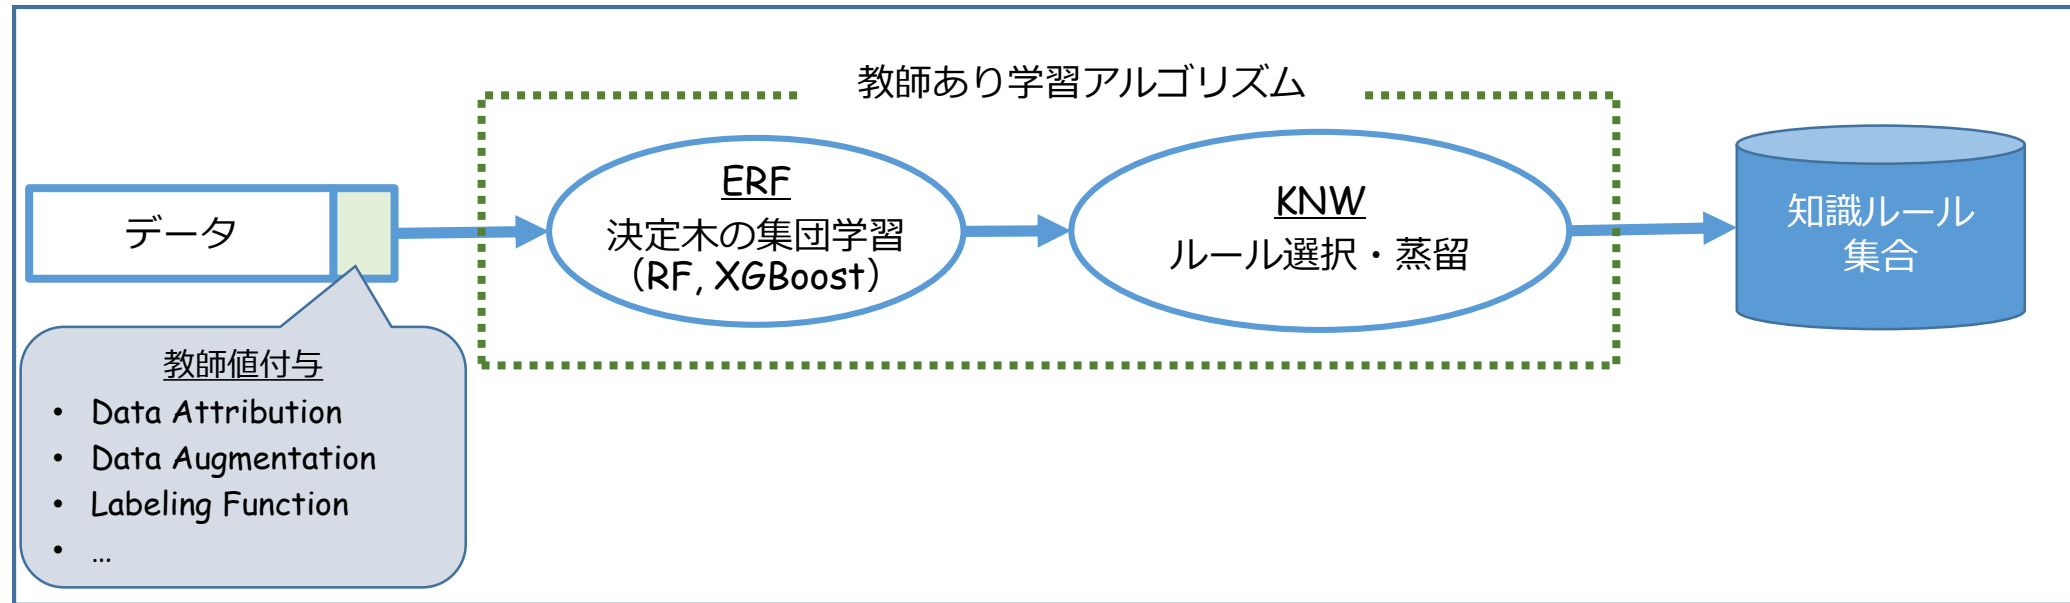 教師あり学習アルゴリズム
データ
ERF
決定木の集団学習
（RF, XGBoost）
KNW
ルール選択・蒸留
知識ルール
集合
教師値付与
• Data Attribution
• Data Augmentation
• Labeling Function
• …